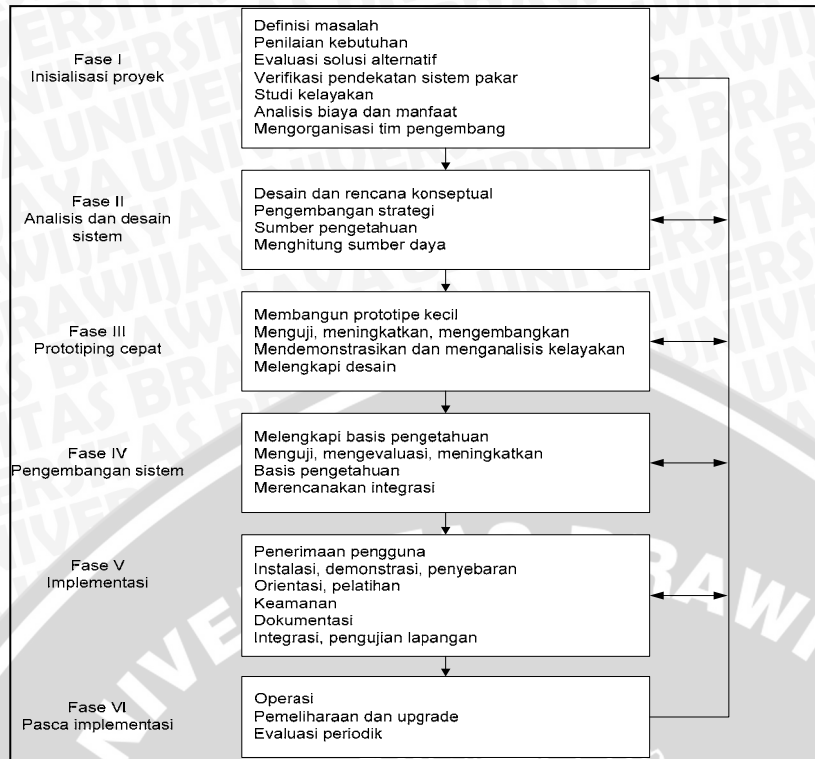 Fase I
Inisialisasi proyek
Definisi masalah
Penilaian kebutuhan
Evaluasi solusi alternatif
Verifikasi pendekatan sistem pakar
Studi kelayakan
Analisis biaya dan manfaat
Mengorganisasi tim pengembang
Fase II
Analisis dan desain
sistem
Desain dan rencana konseptual
Pengembangan strategi
Sumber pengetahuan
Menghitung sumber daya
Fase III
Prototiping cepat
Membangun prototipe kecil
Menguji, meningkatkan, mengembangkan
Mendemonstrasikan dan menganalisis kelayakan
Melengkapi desain
Fase IV
Pengembangan sistem
Melengkapi basis pengetahuan
Menguji, mengevaluasi, meningkatkan
Basis pengetahuan
Merencanakan integrasi
Fase V
Implementasi
Penerimaan pengguna
Instalasi, demonstrasi, penyebaran
Orientasi, pelatihan
Keamanan
Dokumentasi
Integrasi, pengujian lapangan
Fase VI
Pasca implementasi
Operasi
Pemeliharaan dan upgrade
Evaluasi periodik